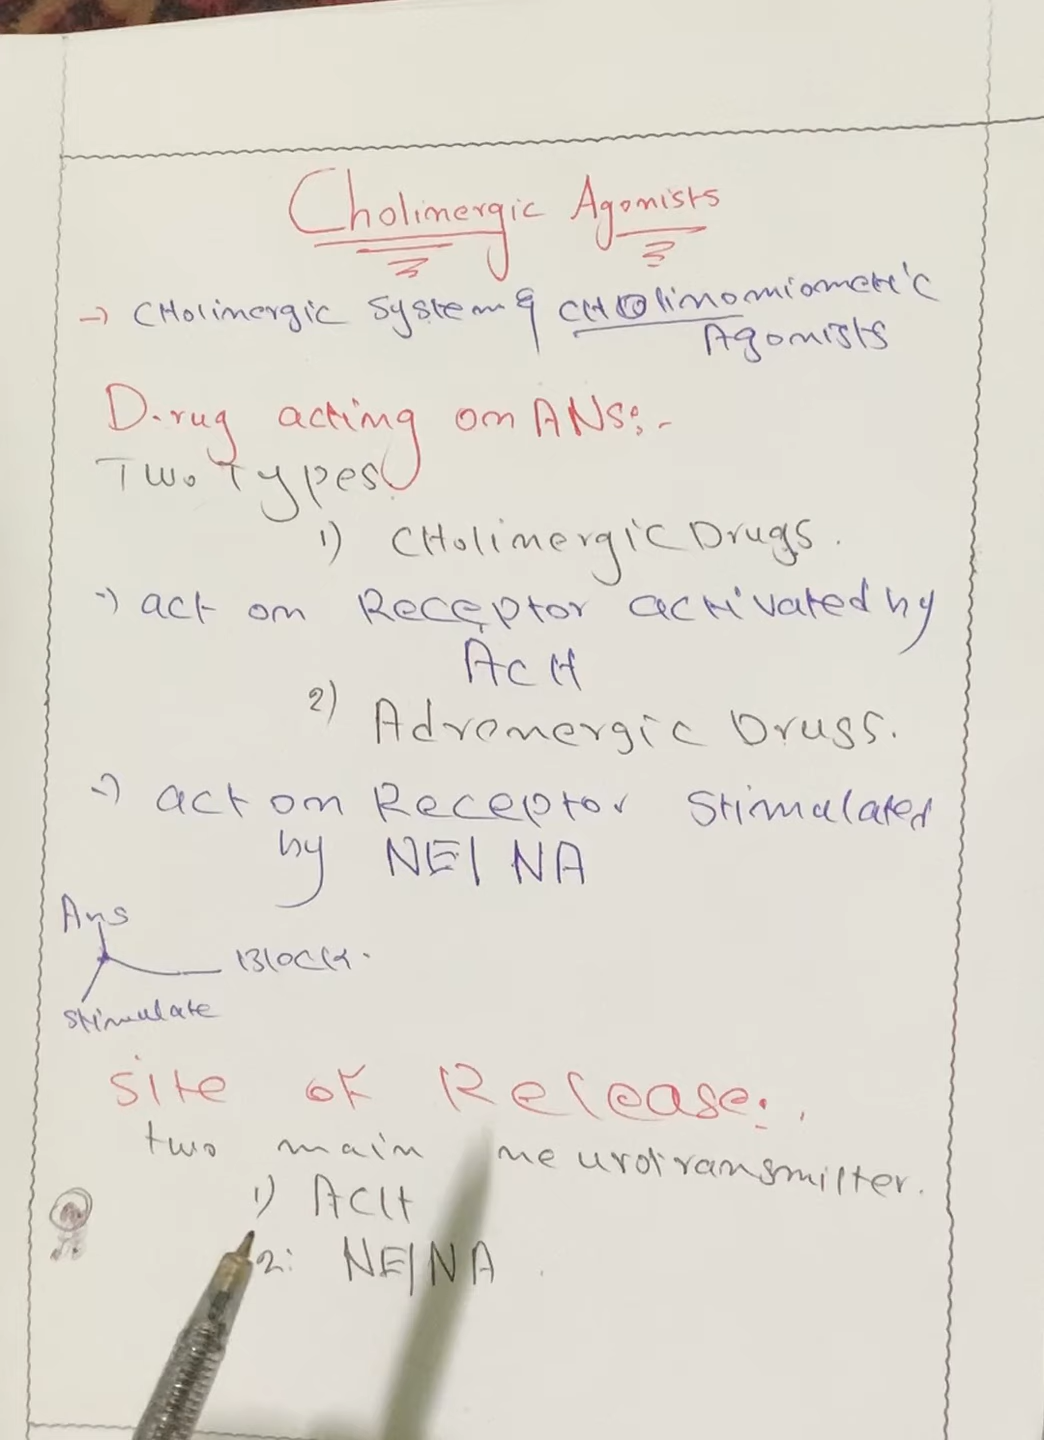 Cholinergic Agonists
→ CHolinergic System & CHOlinomiometic
Agonists
Drug acting on ANS:-
Two Types
1) CHolinergic Drugs.
→ act on Receptor activated by
AcH
2) Adrenergic Drugs.
→ act on Receptor Stimulated
by NE/NA
Ans
Block.
Stimulate
Site of Release:.
two main neurotransmitter.
1) AcH
2: NE/NA